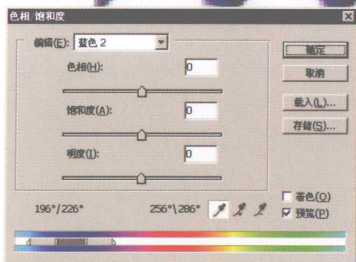 色相/饱和度
编辑(E): 蓝色 2
确定
色相(H): 0
取消
饱和度(A): 0
载入(L)...
存储(S)...
明度(I): 0
196°/226° 256°\286°
着色(O)
预览(P)